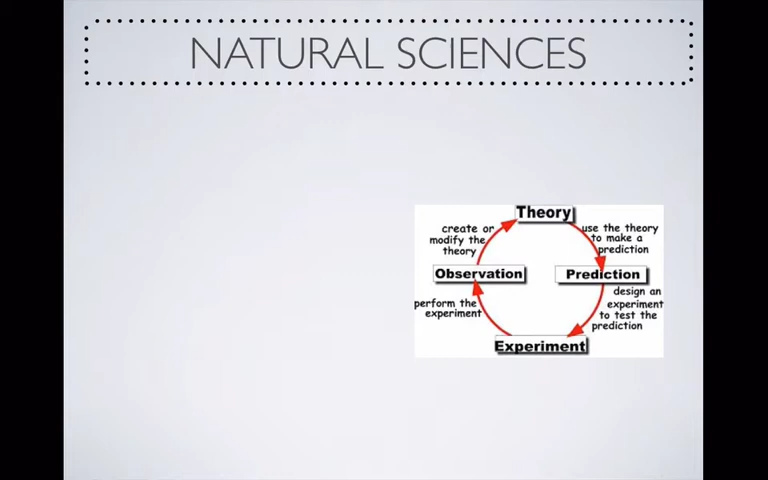 NATURAL SCIENCES
Theory
create or
modify the
theory
use the theory
to make a
prediction
Observation
Prediction
perform the
experiment
design an
experiment
to test the
prediction
Experiment